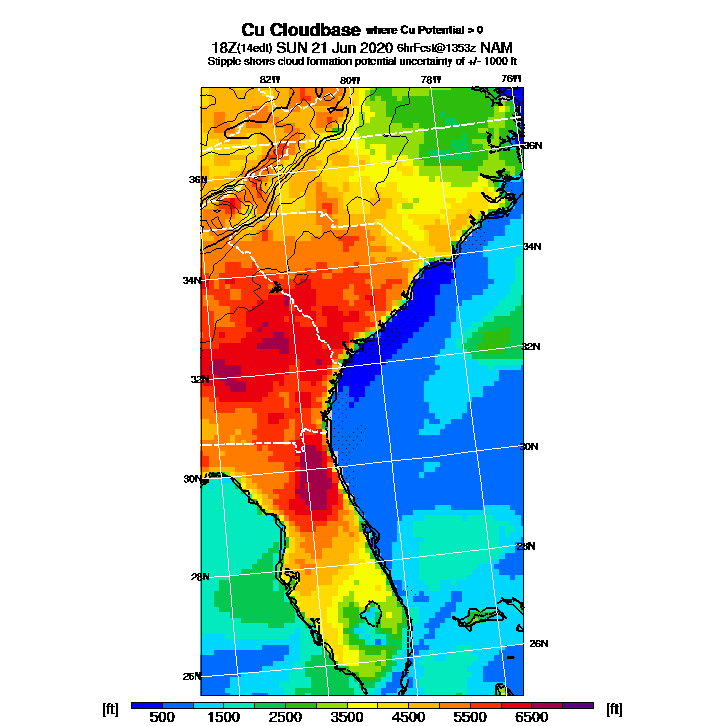 Cu Cloudbase where Cu Potential > 0
18Z(14edt) SUN 21 Jun 2020 6hrFcst@1353z NAM
Stipple shows cloud formation potential uncertainty of +/- 1000 ft
82W 80W 78W 76W
36N
36N
34N
34N
32N
32N
30N
30N
28N
28N
26N
26N
[ft] 500 1500 2500 3500 4500 5500 6500 [ft]